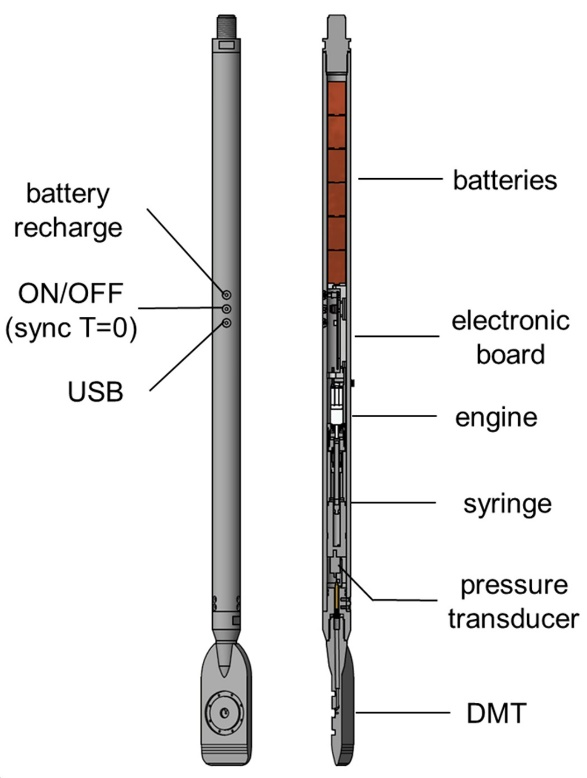 battery
recharge
ON/OFF
(sync T=0)
USB
batteries
electronic
board
engine
syringe
pressure
transducer
DMT